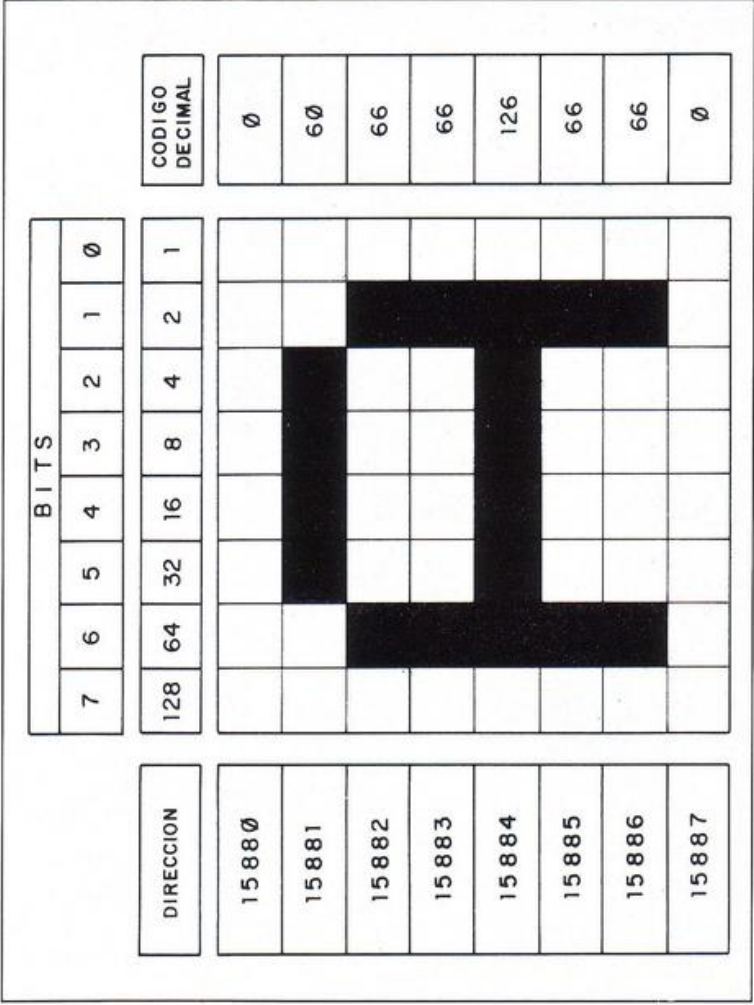 BITS
7 6 5 4 3 2 1 Ø
DIRECCION 128 64 32 16 8 4 2 1 CODIGO DECIMAL
1588Ø Ø
15881 6Ø
15882 66
15883 66
15884 126
15885 66
15886 66
15887 Ø